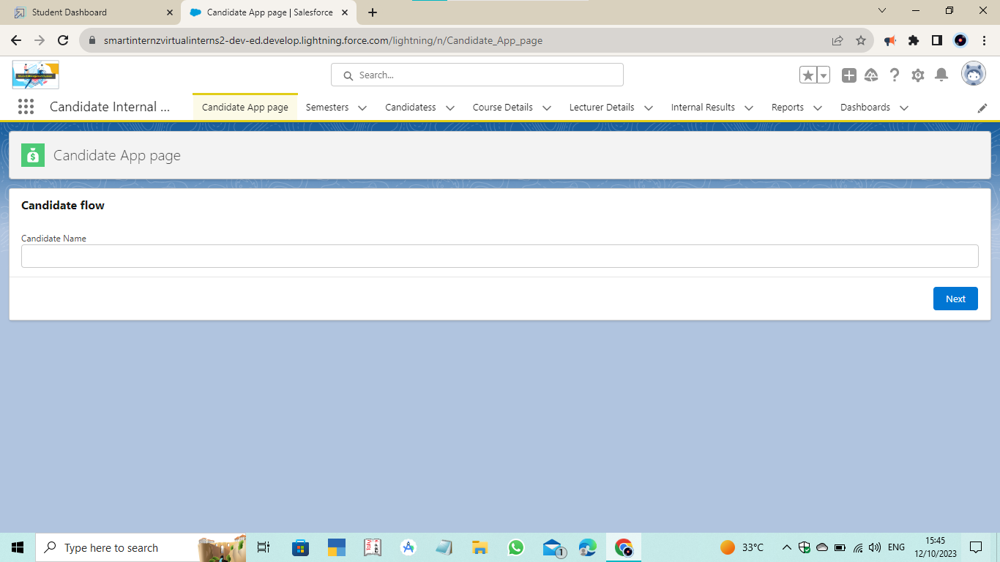 Student Dashboard
Candidate App page | Salesforce
smartinternzvirtualinterns2-dev-ed.develop.lightning.force.com/lightning/n/Candidate_App_page
Search...
Candidate Internal ...
Candidate App page
Semesters
Candidatess
Course Details
Lecturer Details
Internal Results
Reports
Dashboards
Candidate App page
Candidate flow
Candidate Name
Next
Type here to search
1
33°C
ENG
15:45
12/10/2023